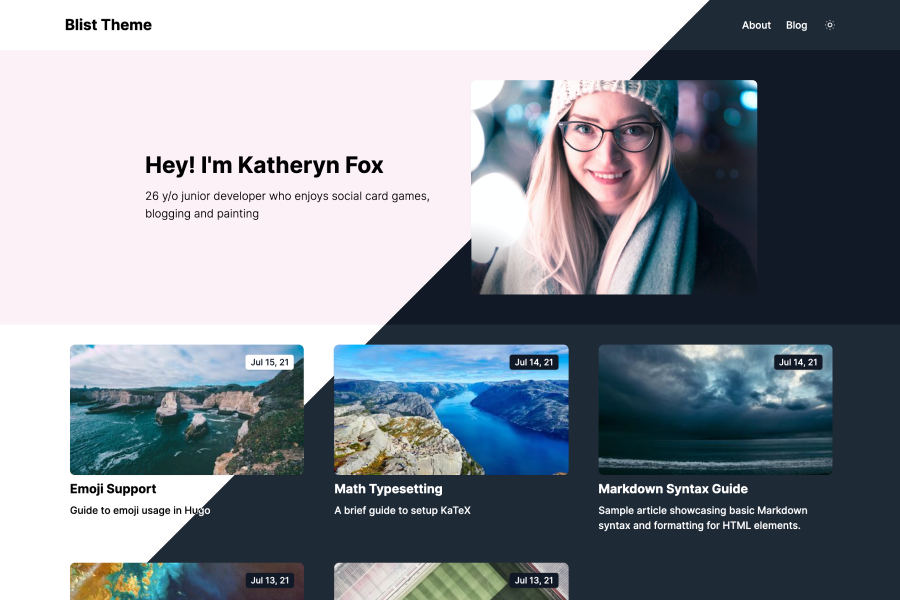 Blist Theme
About
Blog
Hey! I'm Katheryn Fox
26 y/o junior developer who enjoys social card games,
blogging and painting
Jul 15, 21
Jul 14, 21
Jul 14, 21
Emoji Support
Guide to emoji usage in Hugo
Math Typesetting
A brief guide to setup KaTeX
Markdown Syntax Guide
Sample article showcasing basic Markdown
syntax and formatting for HTML elements.
Jul 13, 21
Jul 13, 21